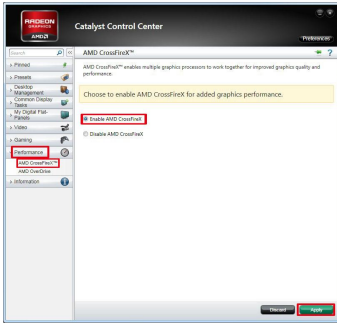 RADEON
GRAPHICS
AMD
Catalyst Control Center
Preferences
Search
AMD CrossFireX™
?
Pinned
Presets
Desktop
Management
Common Display
Tasks
My Digital Flat-
Panels
Video
Gaming
Performance
AMD CrossFireX™
AMD OverDrive
Information
AMD CrossFireX™ enables multiple graphics processors to work together for improved graphics quality and
performance.
Choose to enable AMD CrossFireX for added graphics performance.
Enable AMD CrossFireX
Disable AMD CrossFireX
Discard
Apply